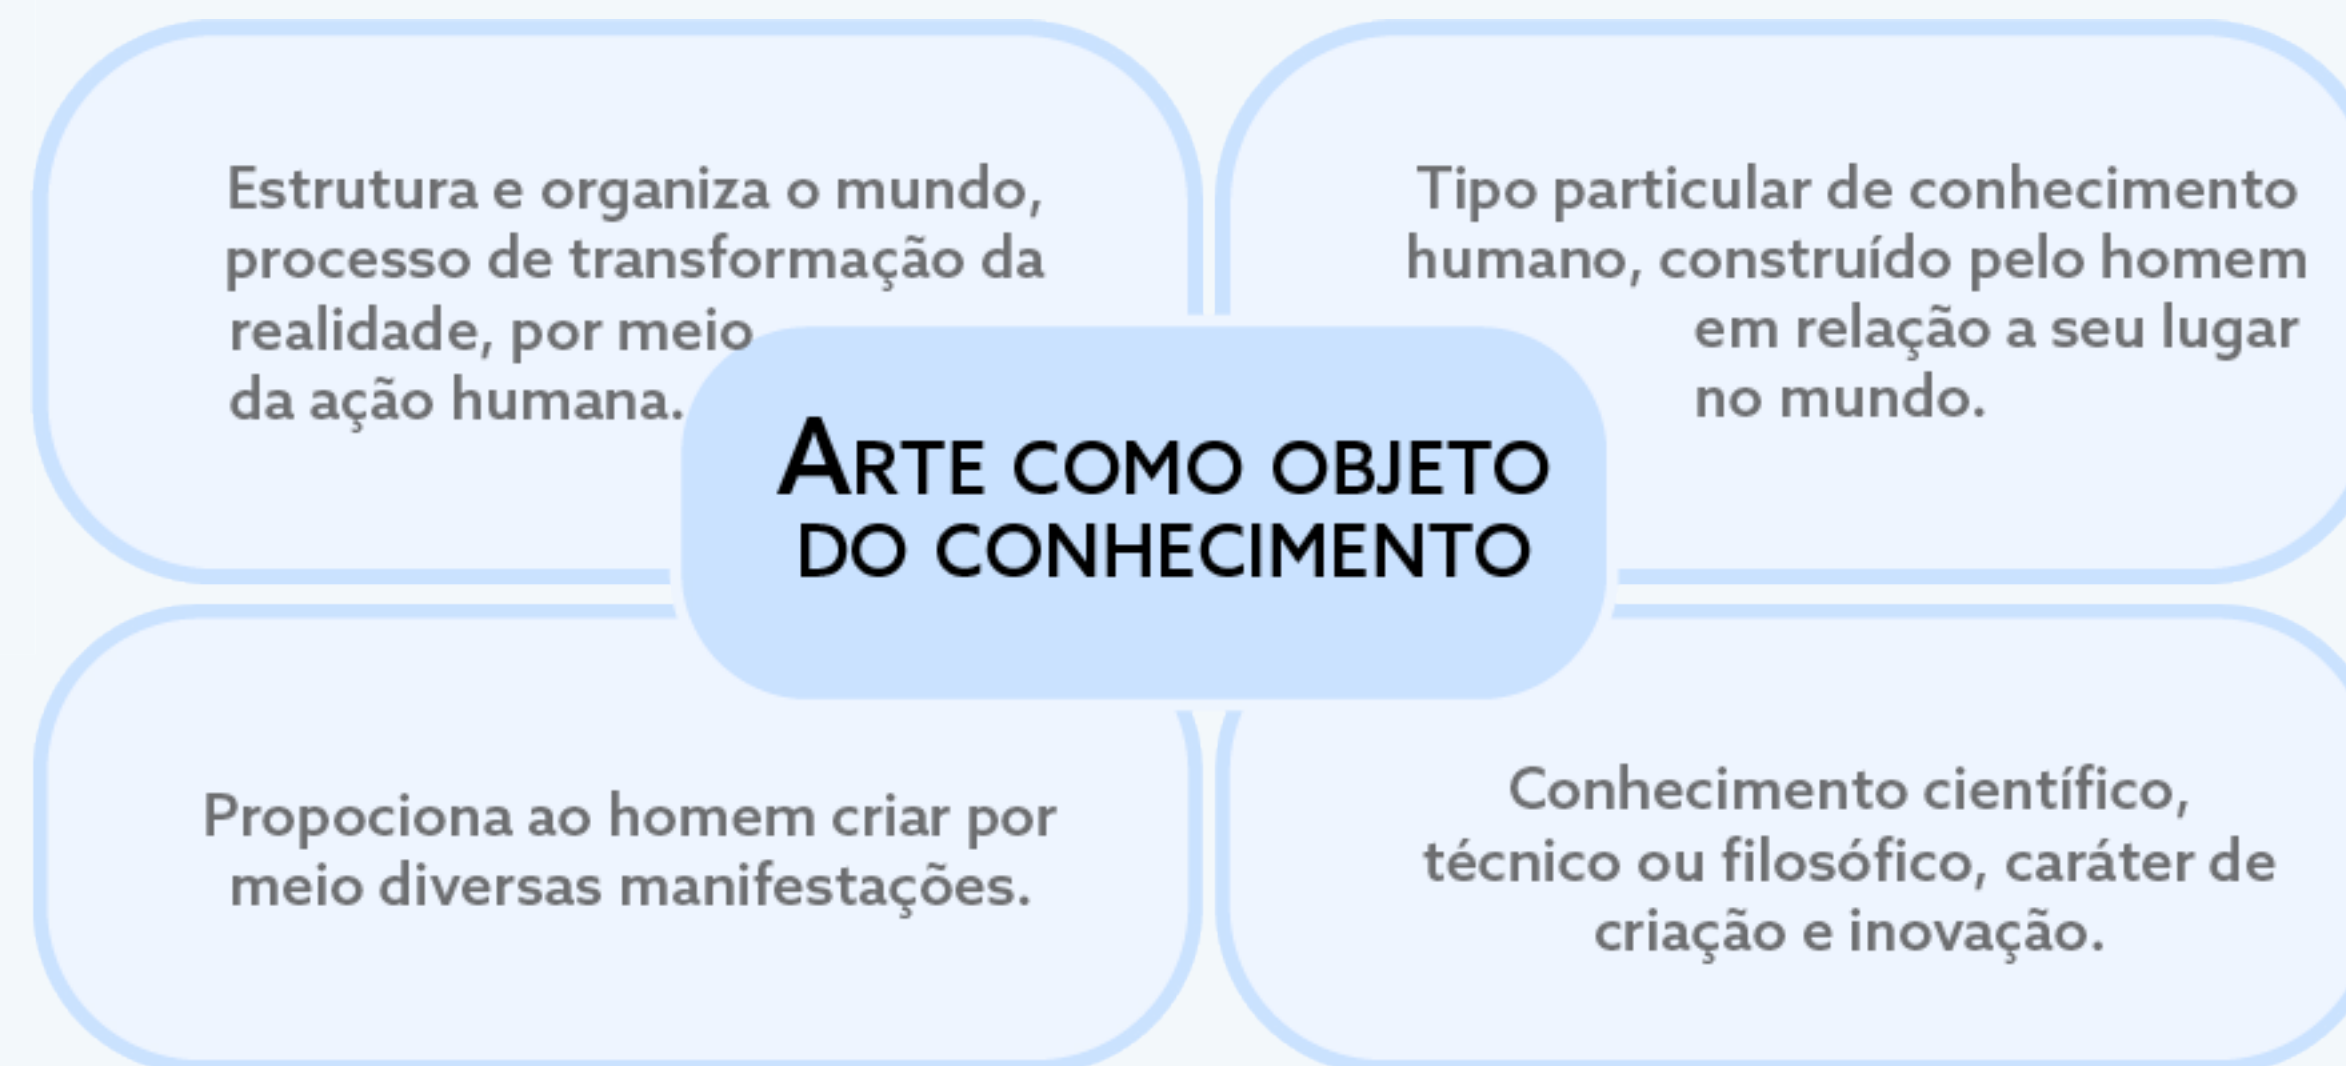 Estrutura e organiza o mundo,
processo de transformação da
realidade, por meio
da ação humana.
Tipo particular de conhecimento
humano, construído pelo homem
em relação a seu lugar
no mundo.
ARTE COMO OBJETO
DO CONHECIMENTO
Propociona ao homem criar por
meio diversas manifestações.
Conhecimento científico,
técnico ou filosófico, caráter de
criação e inovação.